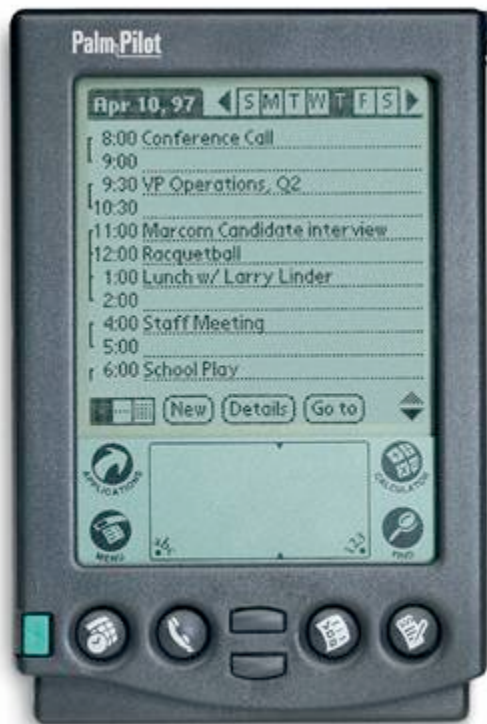 PalmPilot
Apr 10, 97 S M T W T F S
8:00 Conference Call
9:00
9:30 VP Operations, Q2
10:30
11:00 Marcom Candidate interview
12:00 Racquetball
1:00 Lunch w/ Larry Linder
2:00
4:00 Staff Meeting
5:00
6:00 School Play
New Details Go to
APPLICATIONS CALCULATOR
MENU FIND
123